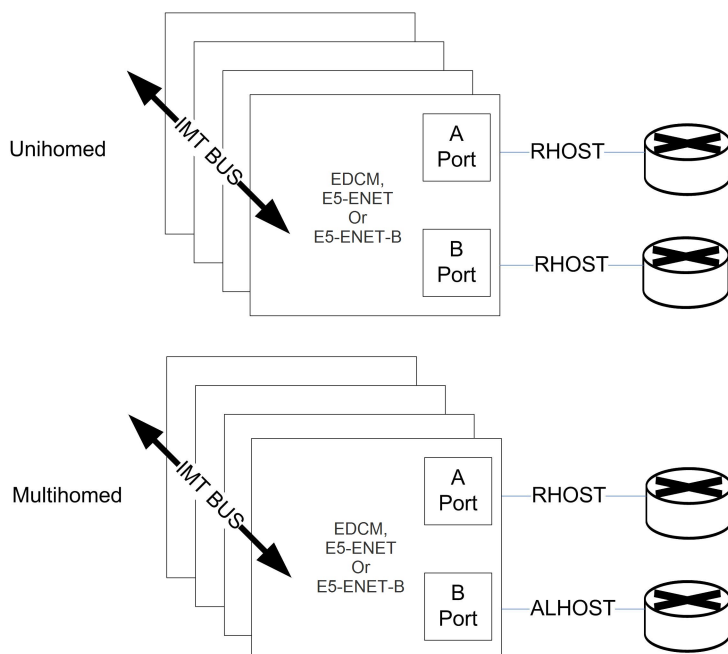 Unihomed
IMT BUS
EDCM,
E5-ENET
Or
E5-ENET-B
A
Port
RHOST
B
Port
RHOST
Multihomed
IMT BUS
EDCM,
E5-ENET
Or
E5-ENET-B
A
Port
RHOST
B
Port
ALHOST